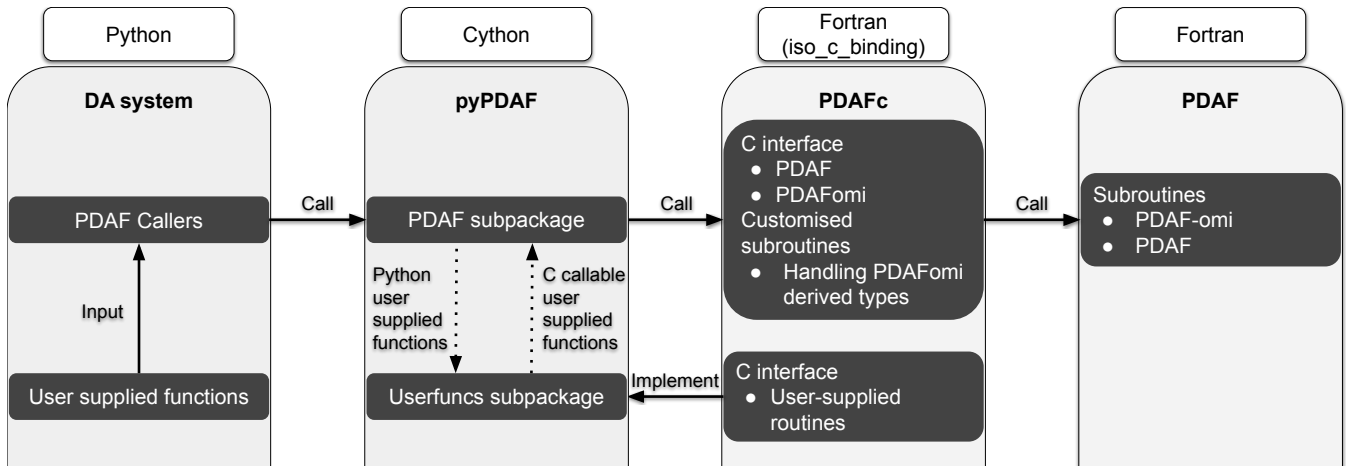 Python
DA system
PDAF Callers
Input
User supplied functions
Call
Cython
pyPDAF
PDAF subpackage
Python
user
supplied
functions
C callable
user
supplied
functions
Userfuncs subpackage
Call
Implement
Fortran
(iso_c_binding)
PDAFc
C interface
● PDAF
● PDAFomi
Customised
subroutines
● Handling PDAFomi
derived types
C interface
● User-supplied
routines
Call
Fortran
PDAF
Subroutines
● PDAF-omi
● PDAF